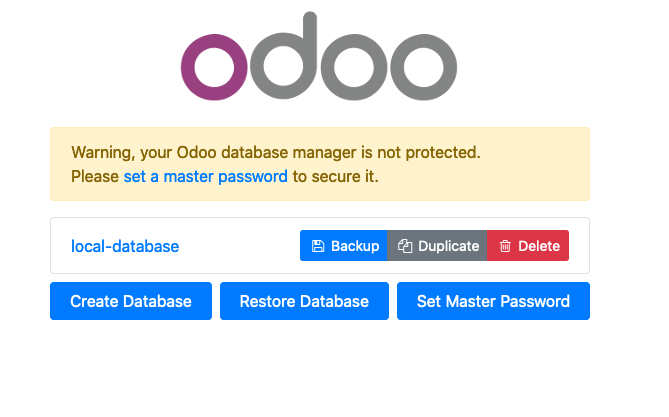 odoo
Warning, your Odoo database manager is not protected.
Please set a master password to secure it.
local-database
Backup
Duplicate
Delete
Create Database
Restore Database
Set Master Password